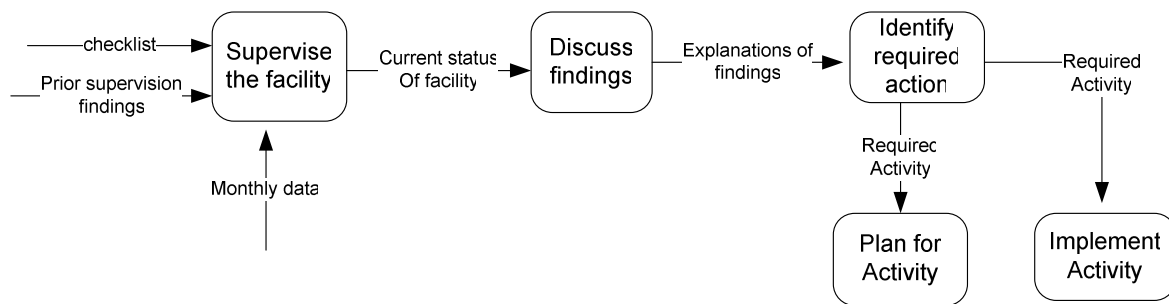 checklist
Prior supervision
findings
Monthly data
Supervise
the facility
Current status
Of facility
Discuss
findings
Explanations of
findings
Identify
required
action
Required
Activity
Required
Activity
Plan for
Activity
Implement
Activity